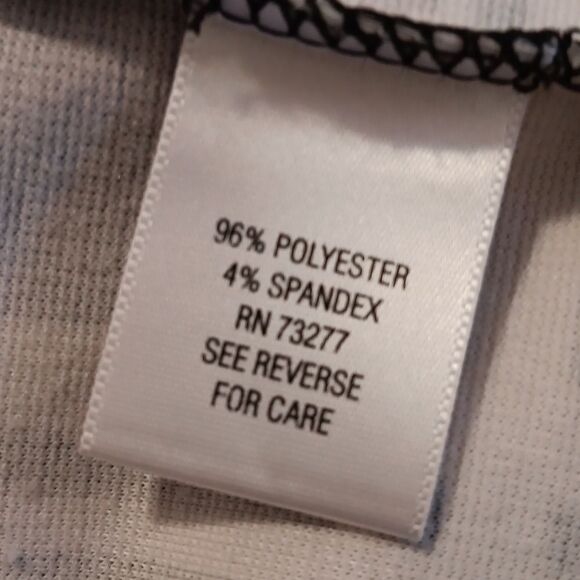 96% POLYESTER
4% SPANDEX
RN 73277
SEE REVERSE
FOR CARE